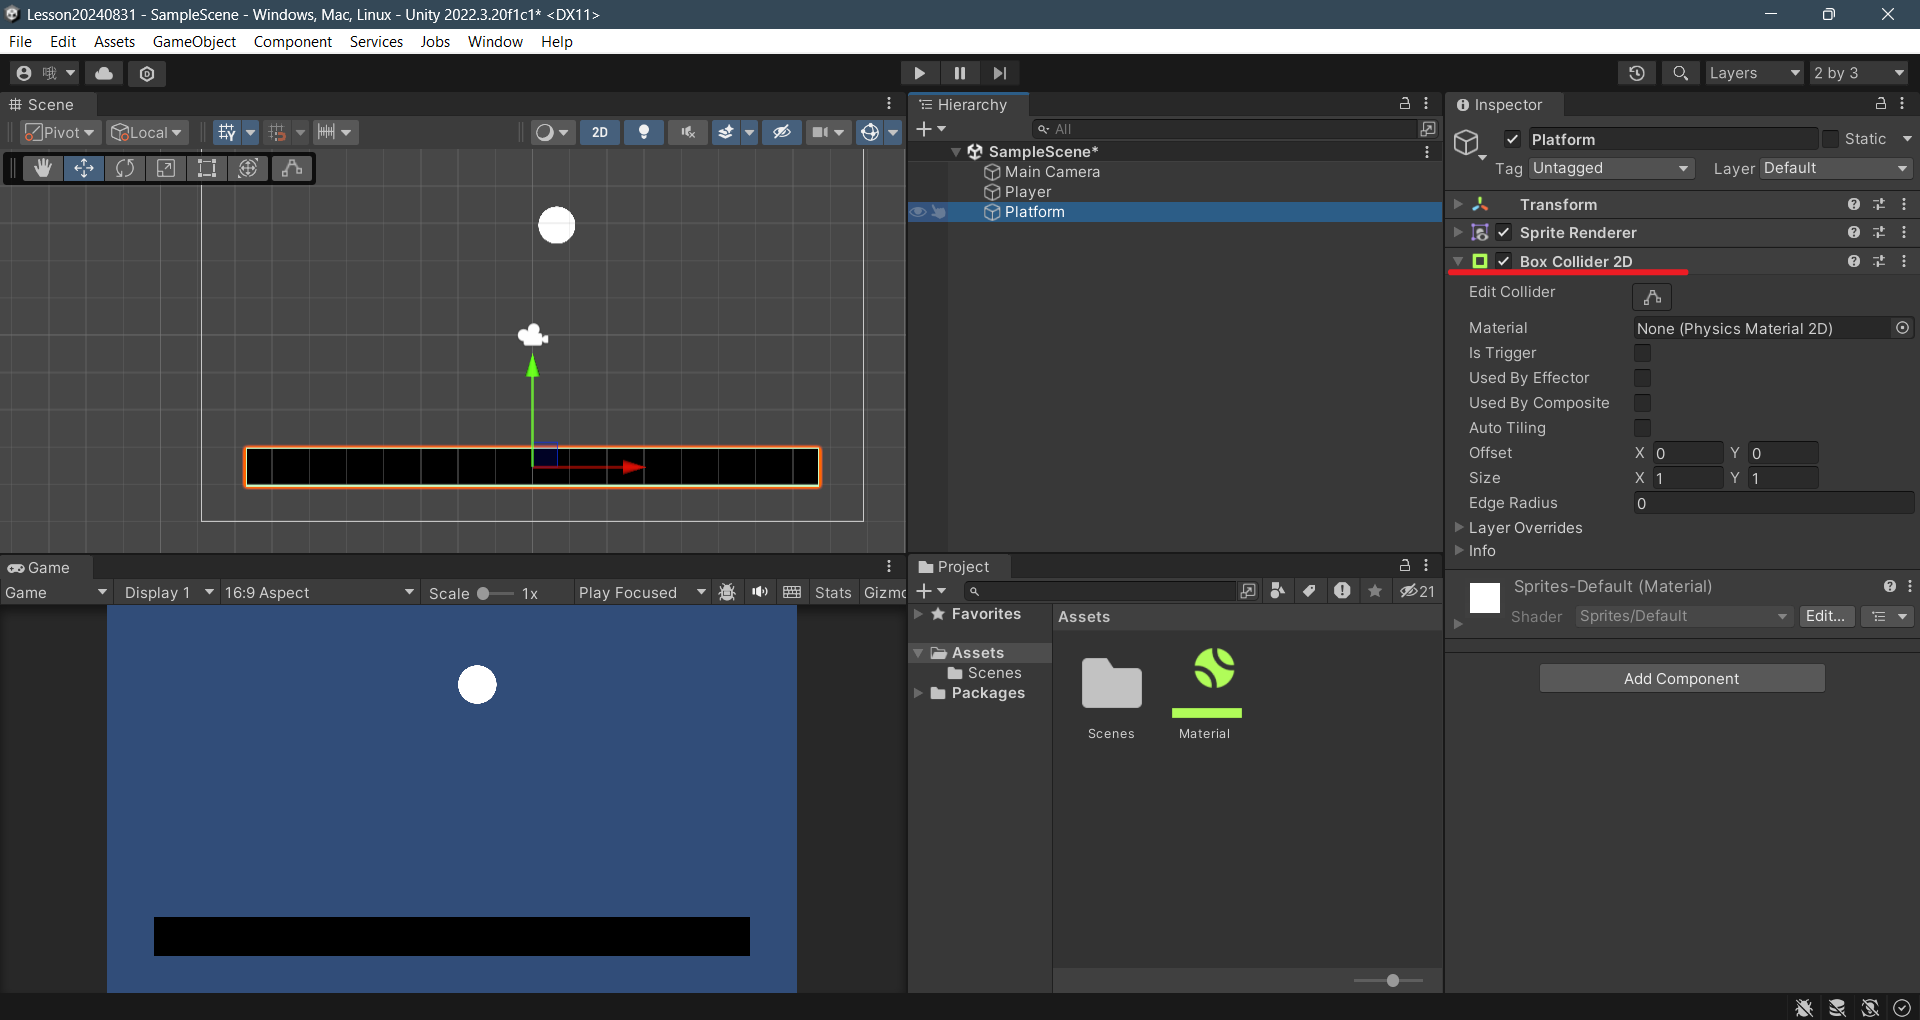 Lesson20240831 - SampleScene - Windows, Mac, Linux - Unity 2022.3.20f1c1* <DX11>
File Edit Assets GameObject Component Services Jobs Window Help
哦
Layers
2 by 3
Scene
Pivot
Local
2D
Hierarchy
All
SampleScene*
Main Camera
Player
Platform
Inspector
Platform
Static
Tag Untagged
Layer Default
Transform
Sprite Renderer
Box Collider 2D
Edit Collider
Material None (Physics Material 2D)
Is Trigger
Used By Effector
Used By Composite
Auto Tiling
Offset X 0 Y 0
Size X 1 Y 1
Edge Radius 0
Layer Overrides
Info
Sprites-Default (Material)
Shader Sprites/Default Edit...
Add Component
Game
Game Display 1 16:9 Aspect Scale 1x Play Focused Stats Gizmo
Project
21
Favorites
Assets
Scenes
Packages
Assets
Scenes
Material